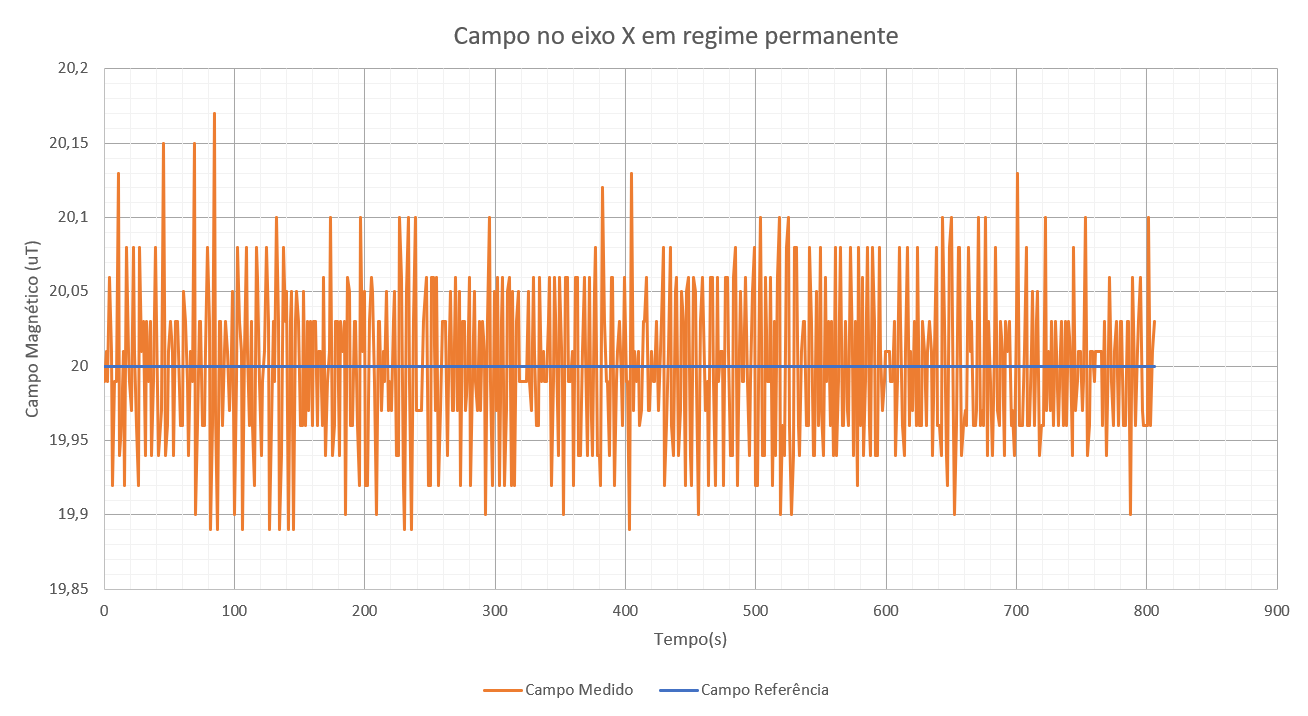 Campo no eixo X em regime permanente
20,2
20,15
20,1
20,05
20
19,95
19,9
19,85
Campo Magnético (uT)
0 100 200 300 400 500 600 700 800 900
Tempo(s)
Campo Medido Campo Referência